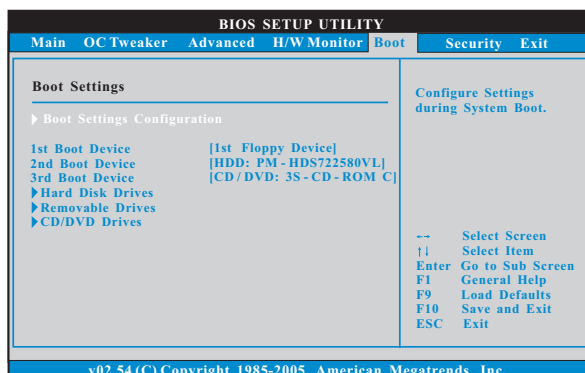 BIOS SETUP UTILITY
Main OC Tweaker Advanced H/W Monitor Boot Security Exit
Boot Settings
Boot Settings Configuration
1st Boot Device [1st Floppy Device]
2nd Boot Device [HDD: PM - HDS722580VL]
3rd Boot Device [CD / DVD: 3S - CD - ROM C]
Hard Disk Drives
Removable Drives
CD/DVD Drives
Configure Settings
during System Boot.
←→ Select Screen
↑↓ Select Item
Enter Go to Sub Screen
F1 General Help
F9 Load Defaults
F10 Save and Exit
ESC Exit
v02.54 (C) Copyright 1985-2005, American Megatrends, Inc.